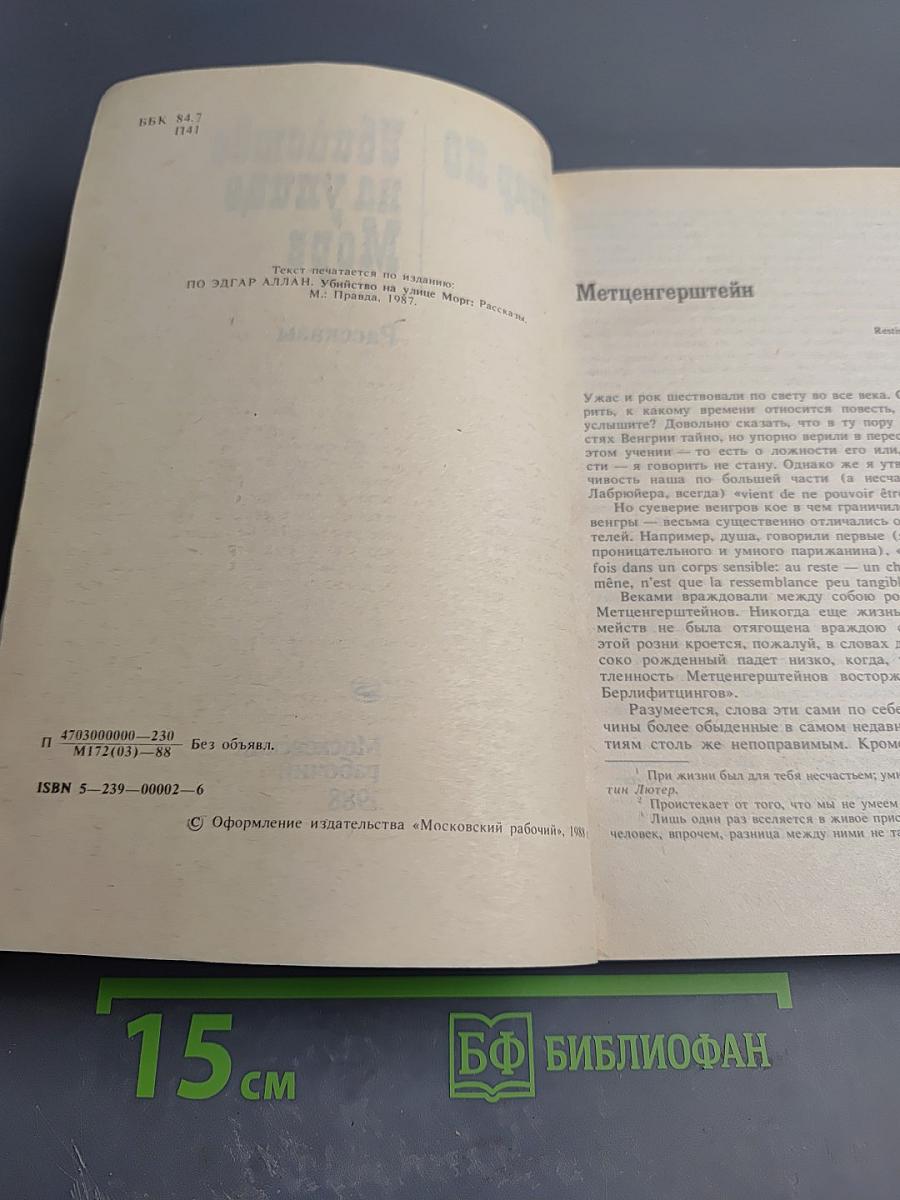 ББК 84.7
П41
Текст печатается по изданию:
ПО ЭДГАР АЛЛАН. Убийство на улице Морг: Рассказы.
М.: Правда, 1987.
П 4703000000—230
М172(03)—88 Без объявл.
ISBN 5—239—00002—6
© Оформление издательства «Московский рабочий», 1988
Метценгерштейн
Ужас и рок шествовали по свету во все века.
рить, к какому времени относится повесть,
услышите? Довольно сказать, что в ту пору
стях Венгрии тайно, но упорно верили в
этом учении — то есть о ложности его или
сти — я говорить не стану. Однако же я
чивость наша по большей части (а
Лабрюйера, всегда) «vient de ne pouvoir être
Но суеверие венгров кое в чем
венгры — весьма существенно отличались
телей. Например, душа, говорили первые
проницательного и умного парижанина),
fois dans un corps sensible: au reste — un
mêne, n'est que la ressemblance peu
Веками враждовали между собою
Метценгерштейнов. Никогда еще жизнь
мейств не была отягощена враждою
этой розни кроется, пожалуй, в словах
соко рожденный падет низко, когда,
тленность Метценгерштейнов
Берлифитцингов».
Разумеется, слова эти сами по себе
чины более обыденные в самом
тиям столь же непоправимым. Кроме
1 При жизни был для тебя несчастьем;
тин Лютер.
2 Проистекает от того, что мы не умеем
3 Лишь один раз вселяется в живое
человек, впрочем, разница между ними не
15 см
БФ БИБЛИОФАН